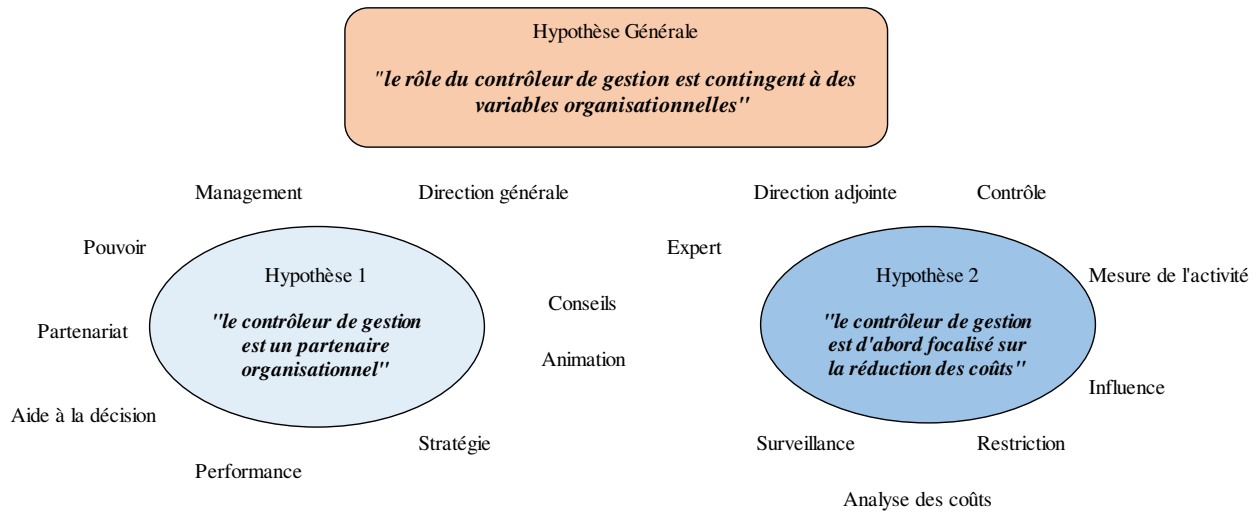 Hypothèse Générale
"le rôle du contrôleur de gestion est contingent à des
variables organisationnelles"
Management
Direction générale
Direction adjointe
Contrôle
Pouvoir
Expert
Hypothèse 1
Hypothèse 2
Mesure de l'activité
Conseils
"le contrôleur de gestion
est un partenaire
organisationnel"
"le contrôleur de gestion
est d'abord focalisé sur
la réduction des coûts"
Partenariat
Animation
Influence
Aide à la décision
Stratégie
Surveillance
Restriction
Performance
Analyse des coûts